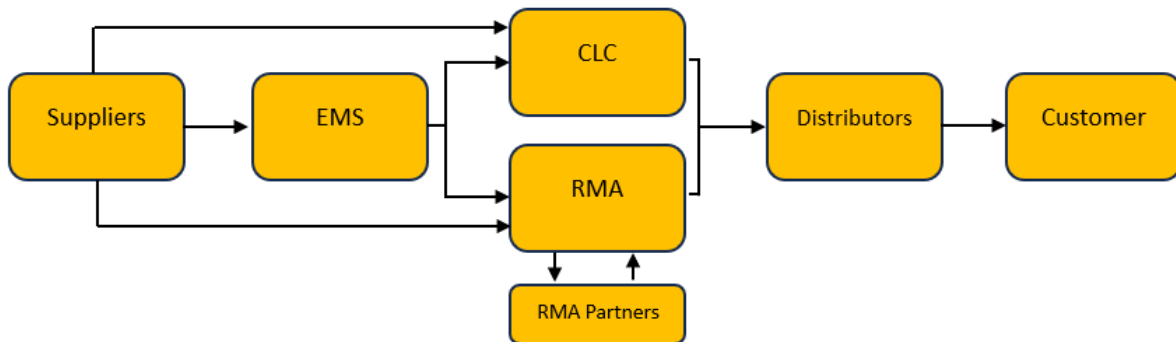 Suppliers
EMS
CLC
RMA
RMA Partners
Distributors
Customer